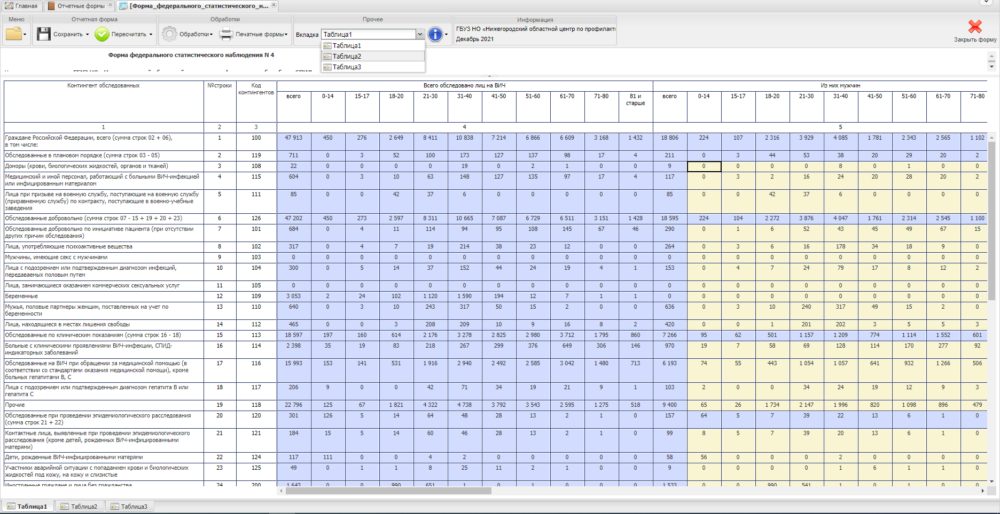 Главная
Отчетные формы
[Форма_федерального_статистического_н...
Меню
Отчетная форма
Обработки
Прочее
Информация
Сохранить
Пересчитать
Обработки
Печатные формы
Вкладка
Таблица1
ГБУЗ НО «Нижегородский областной центр по профилакти
Декабрь 2021
Закрыть форму
Таблица1
Таблица2
Таблица3
Форма федерального статистического наблюдения N 4
Контингент обследованных №строки Код контингентов Всего обследовано лиц на ВИЧ Из них мужчин
всего 0-14 15-17 18-20 21-30 31-40 41-50 51-60 61-70 71-80 81 и старше всего 0-14 15-17 18-20 21-30 31-40 41-50 51-60 61-70 71-80
1 2 3 4 5
Граждане Российской Федерации, всего (сумма строк 02 + 06), в том числе: 1 100 47 913 450 276 2 649 8 411 10 838 7 214 6 866 6 609 3 168 1 432 18 806 224 107 2 316 3 929 4 085 1 781 2 343 2 565 1 102
Обследованные в плановом порядке (сумма строк 03 - 05) 2 119 711 0 3 52 100 173 127 137 98 17 4 211 0 3 44 53 38 20 29 20 2
Доноры (крови, биологических жидкостей, органов и тканей) 3 108 22 0 0 0 0 19 0 2 1 0 0 9 0 0 0 0 8 0 1 0 0
Медицинский и иной персонал, работающий с больными ВИЧ-инфекцией или инфицированным материалом 4 115 604 0 3 10 63 148 127 135 97 17 4 117 0 3 2 16 24 20 28 20 2
Лица при призыве на военную службу, поступающие на военную службу (приравненную службу) по контракту, поступающие в военно-учебные заведения 5 111 85 0 0 42 37 6 0 0 0 0 0 85 0 0 42 37 6 0 0 0 0
Обследованные добровольно (сумма строк 07 - 15 + 19 + 20 + 23) 6 126 47 202 450 273 2 597 8 311 10 665 7 087 6 729 6 511 3 151 1 428 18 595 224 104 2 272 3 876 4 047 1 761 2 314 2 545 1 100
Обследованные добровольно по инициативе пациента (при отсутствии других причин обследования) 7 101 684 0 4 11 114 94 95 108 145 67 46 290 0 1 6 52 43 45 49 67 15
Лица, употребляющие психоактивные вещества 8 102 317 0 4 7 19 214 38 23 12 0 0 264 0 3 6 16 178 34 18 9 0
Мужчины, имеющие секс с мужчинами 9 103 0 0 0 0 0 0 0 0 0 0 0 0 0 0 0 0 0 0 0 0 0
Лица с подозрением или подтвержденным диагнозом инфекций, передаваемых половым путем 10 104 300 0 5 14 37 152 44 24 19 4 1 153 0 4 7 24 79 17 8 12 2
Лица, занимающиеся оказанием коммерческих сексуальных услуг 11 105 0 0 0 0 0 0 0 0 0 0 0 0 0 0 0 0 0 0 0 0 0
Беременные 12 109 3 053 2 24 102 1 120 1 590 194 12 7 1 1 0 0 0 0 0 0 0 0 0 0
Мужья, половые партнеры женщин, поставленных на учет по беременности 13 110 640 0 3 10 243 317 50 15 2 0 0 636 0 3 10 240 317 49 15 2 0
Лица, находящиеся в местах лишения свободы 14 112 465 0 0 3 208 209 10 9 16 8 2 420 0 0 1 201 202 3 5 5 3
Обследованные по клиническим показаниям (сумма строк 16 - 18) 15 113 18 597 197 160 614 2 176 3 278 2 825 2 980 3 712 1 795 860 7 266 95 62 501 1 157 1 209 774 1 114 1 552 601
Больные с клиническими проявлениями ВИЧ-инфекции, СПИД-индикаторных заболеваний 16 114 2 398 35 19 83 218 267 299 376 649 306 146 970 19 7 58 69 128 114 170 277 92
Обследованные на ВИЧ при обращении за медицинской помощью (в соответствии со стандартами оказания медицинской помощи), кроме больных гепатитами B, C 17 116 15 993 153 141 531 1 916 2 940 2 492 2 585 3 042 1 480 713 6 193 74 55 443 1 054 1 057 641 932 1 266 506
Лица с подозрением или подтвержденным диагнозом гепатита B или гепатита C 18 117 206 9 0 0 42 71 34 19 21 9 1 103 2 0 0 34 24 19 12 9 3
Прочие 19 118 22 796 125 67 1 821 4 322 4 738 3 792 3 543 2 595 1 275 518 9 400 65 26 1 734 2 147 1 996 820 1 098 896 479
Обследованные при проведении эпидемиологического расследования (сумма строк 21 + 22) 20 120 301 126 5 14 64 48 28 13 2 1 0 157 64 5 7 39 22 13 6 1 0
Контактные лица, выявленные при проведении эпидемиологического расследования (кроме детей, рожденных ВИЧ-инфицированными матерями) 21 121 184 15 5 14 60 46 28 13 2 1 0 99 8 5 7 39 20 13 6 1 0
Дети, рожденные ВИЧ-инфицированными матерями 22 124 117 111 0 0 4 2 0 0 0 0 0 58 56 0 0 0 2 0 0 0 0
Участники аварийной ситуации с попаданием крови и биологических жидкостей под кожу, на кожу и слизистые 23 125 49 0 1 1 8 25 11 2 1 0 0 9 0 0 0 0 1 6 1 1 0
Иностранные граждане и лица без гражданства 24 200 1 643 0 0 990 651 1 0 1 0 0 0 1 533 0 0 990 541 1 0 1 0 0
Таблица1
Таблица2
Таблица3